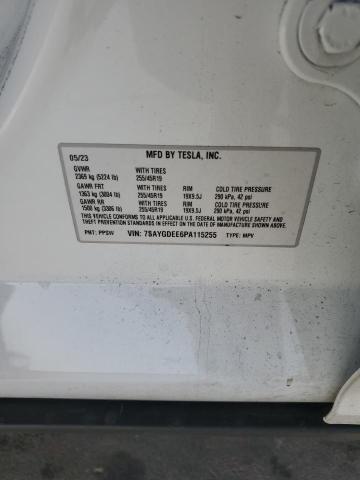 05/23 MFD BY TESLA, INC.
GVWR WITH TIRES
2369 kg (5224 lb) 255/45R19
GAWR FRT WITH TIRES RIM COLD TIRE PRESSURE
1363 kg (3004 lb) 255/45R19 19X9.5J 290 kPa, 42 psi
GAWR RR WITH TIRES RIM COLD TIRE PRESSURE
1508 kg (3306 lb) 255/45R19 19X9.5J 290 kPa, 42 psi
THIS VEHICLE CONFORMS TO ALL APPLICABLE U.S. FEDERAL MOTOR VEHICLE SAFETY AND
THEFT PREVENTION STANDARDS IN EFFECT ON THE DATE OF MANUFACTURE SHOWN ABOVE.
PNT: PPSW VIN: 7SAYGDEE6PA115255 TYPE: MPV